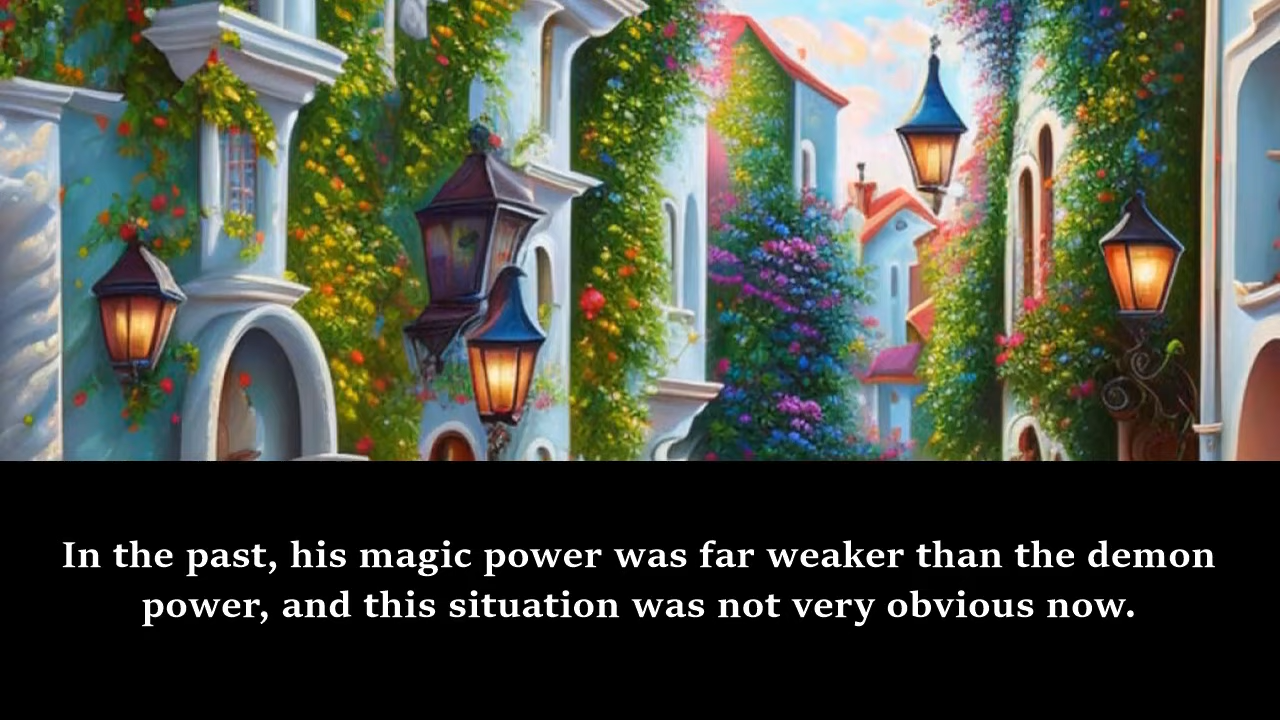 In the past, his magic power was far weaker than the demon
power, and this situation was not very obvious now.